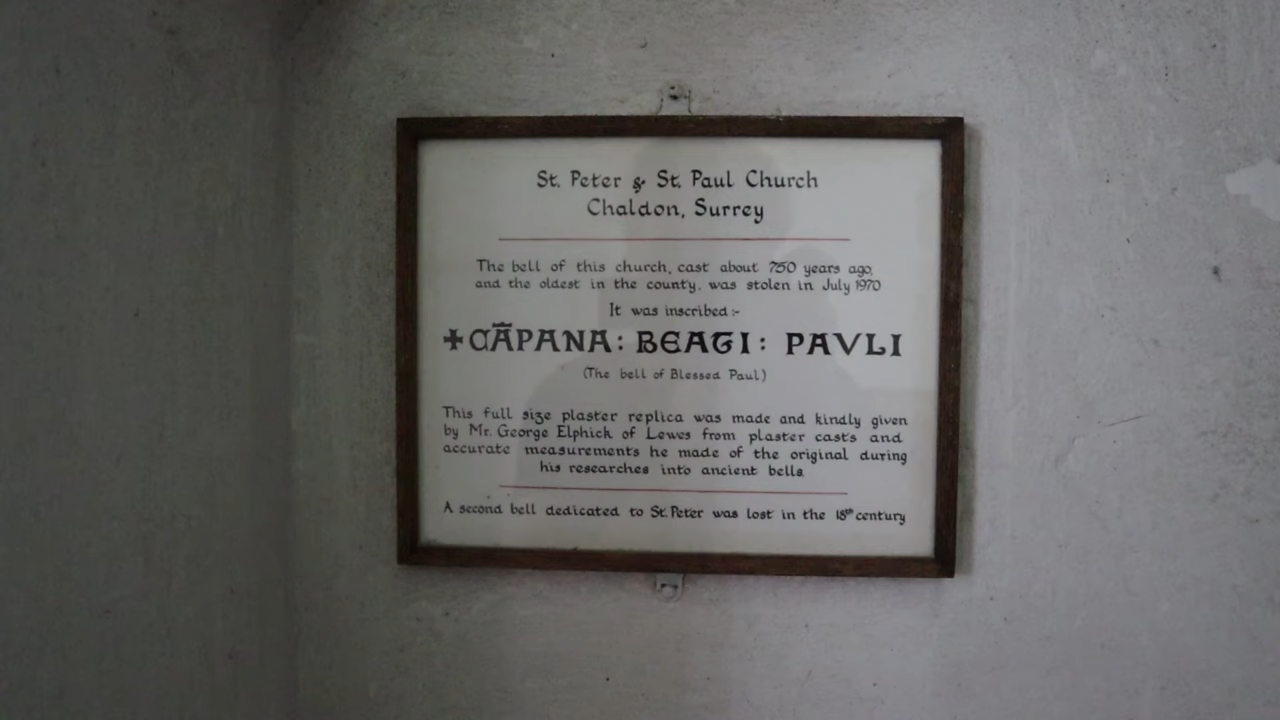 St. Peter & St. Paul Church
Chaldon, Surrey
The bell of this church, cast about 750 years ago,
and the oldest in the county, was stolen in July 1970
It was inscribed:-
✚CÃPANA: BEATI: PAVLI
(The bell of Blessed Paul)
This full size plaster replica was made and kindly given
by Mr. George Elphick of Lewes from plaster casts and
accurate measurements he made of the original during
his researches into ancient bells.
A second bell dedicated to St. Peter was lost in the 18th century